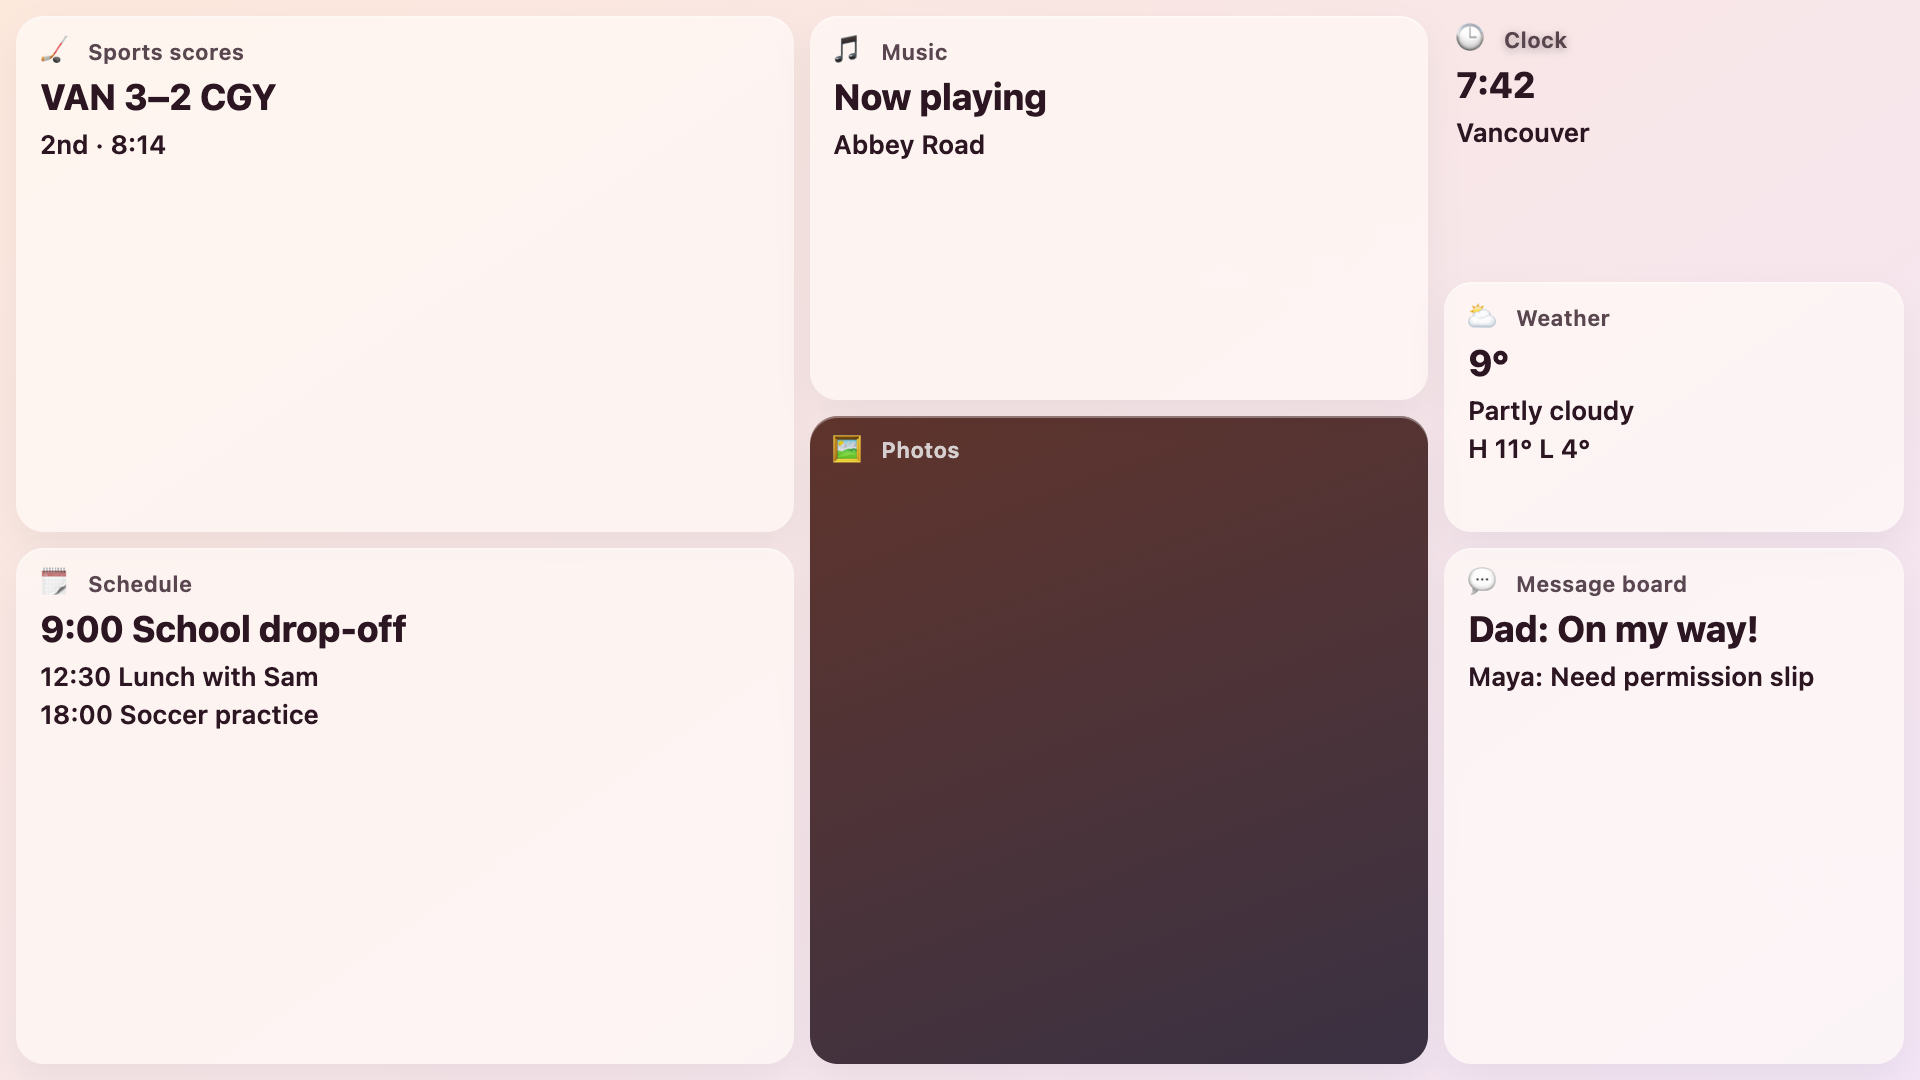 Sports scores
VAN 3–2 CGY
2nd · 8:14
Schedule
9:00 School drop-off
12:30 Lunch with Sam
18:00 Soccer practice
Music
Now playing
Abbey Road
Photos
Clock
7:42
Vancouver
Weather
9°
Partly cloudy
H 11° L 4°
Message board
Dad: On my way!
Maya: Need permission slip